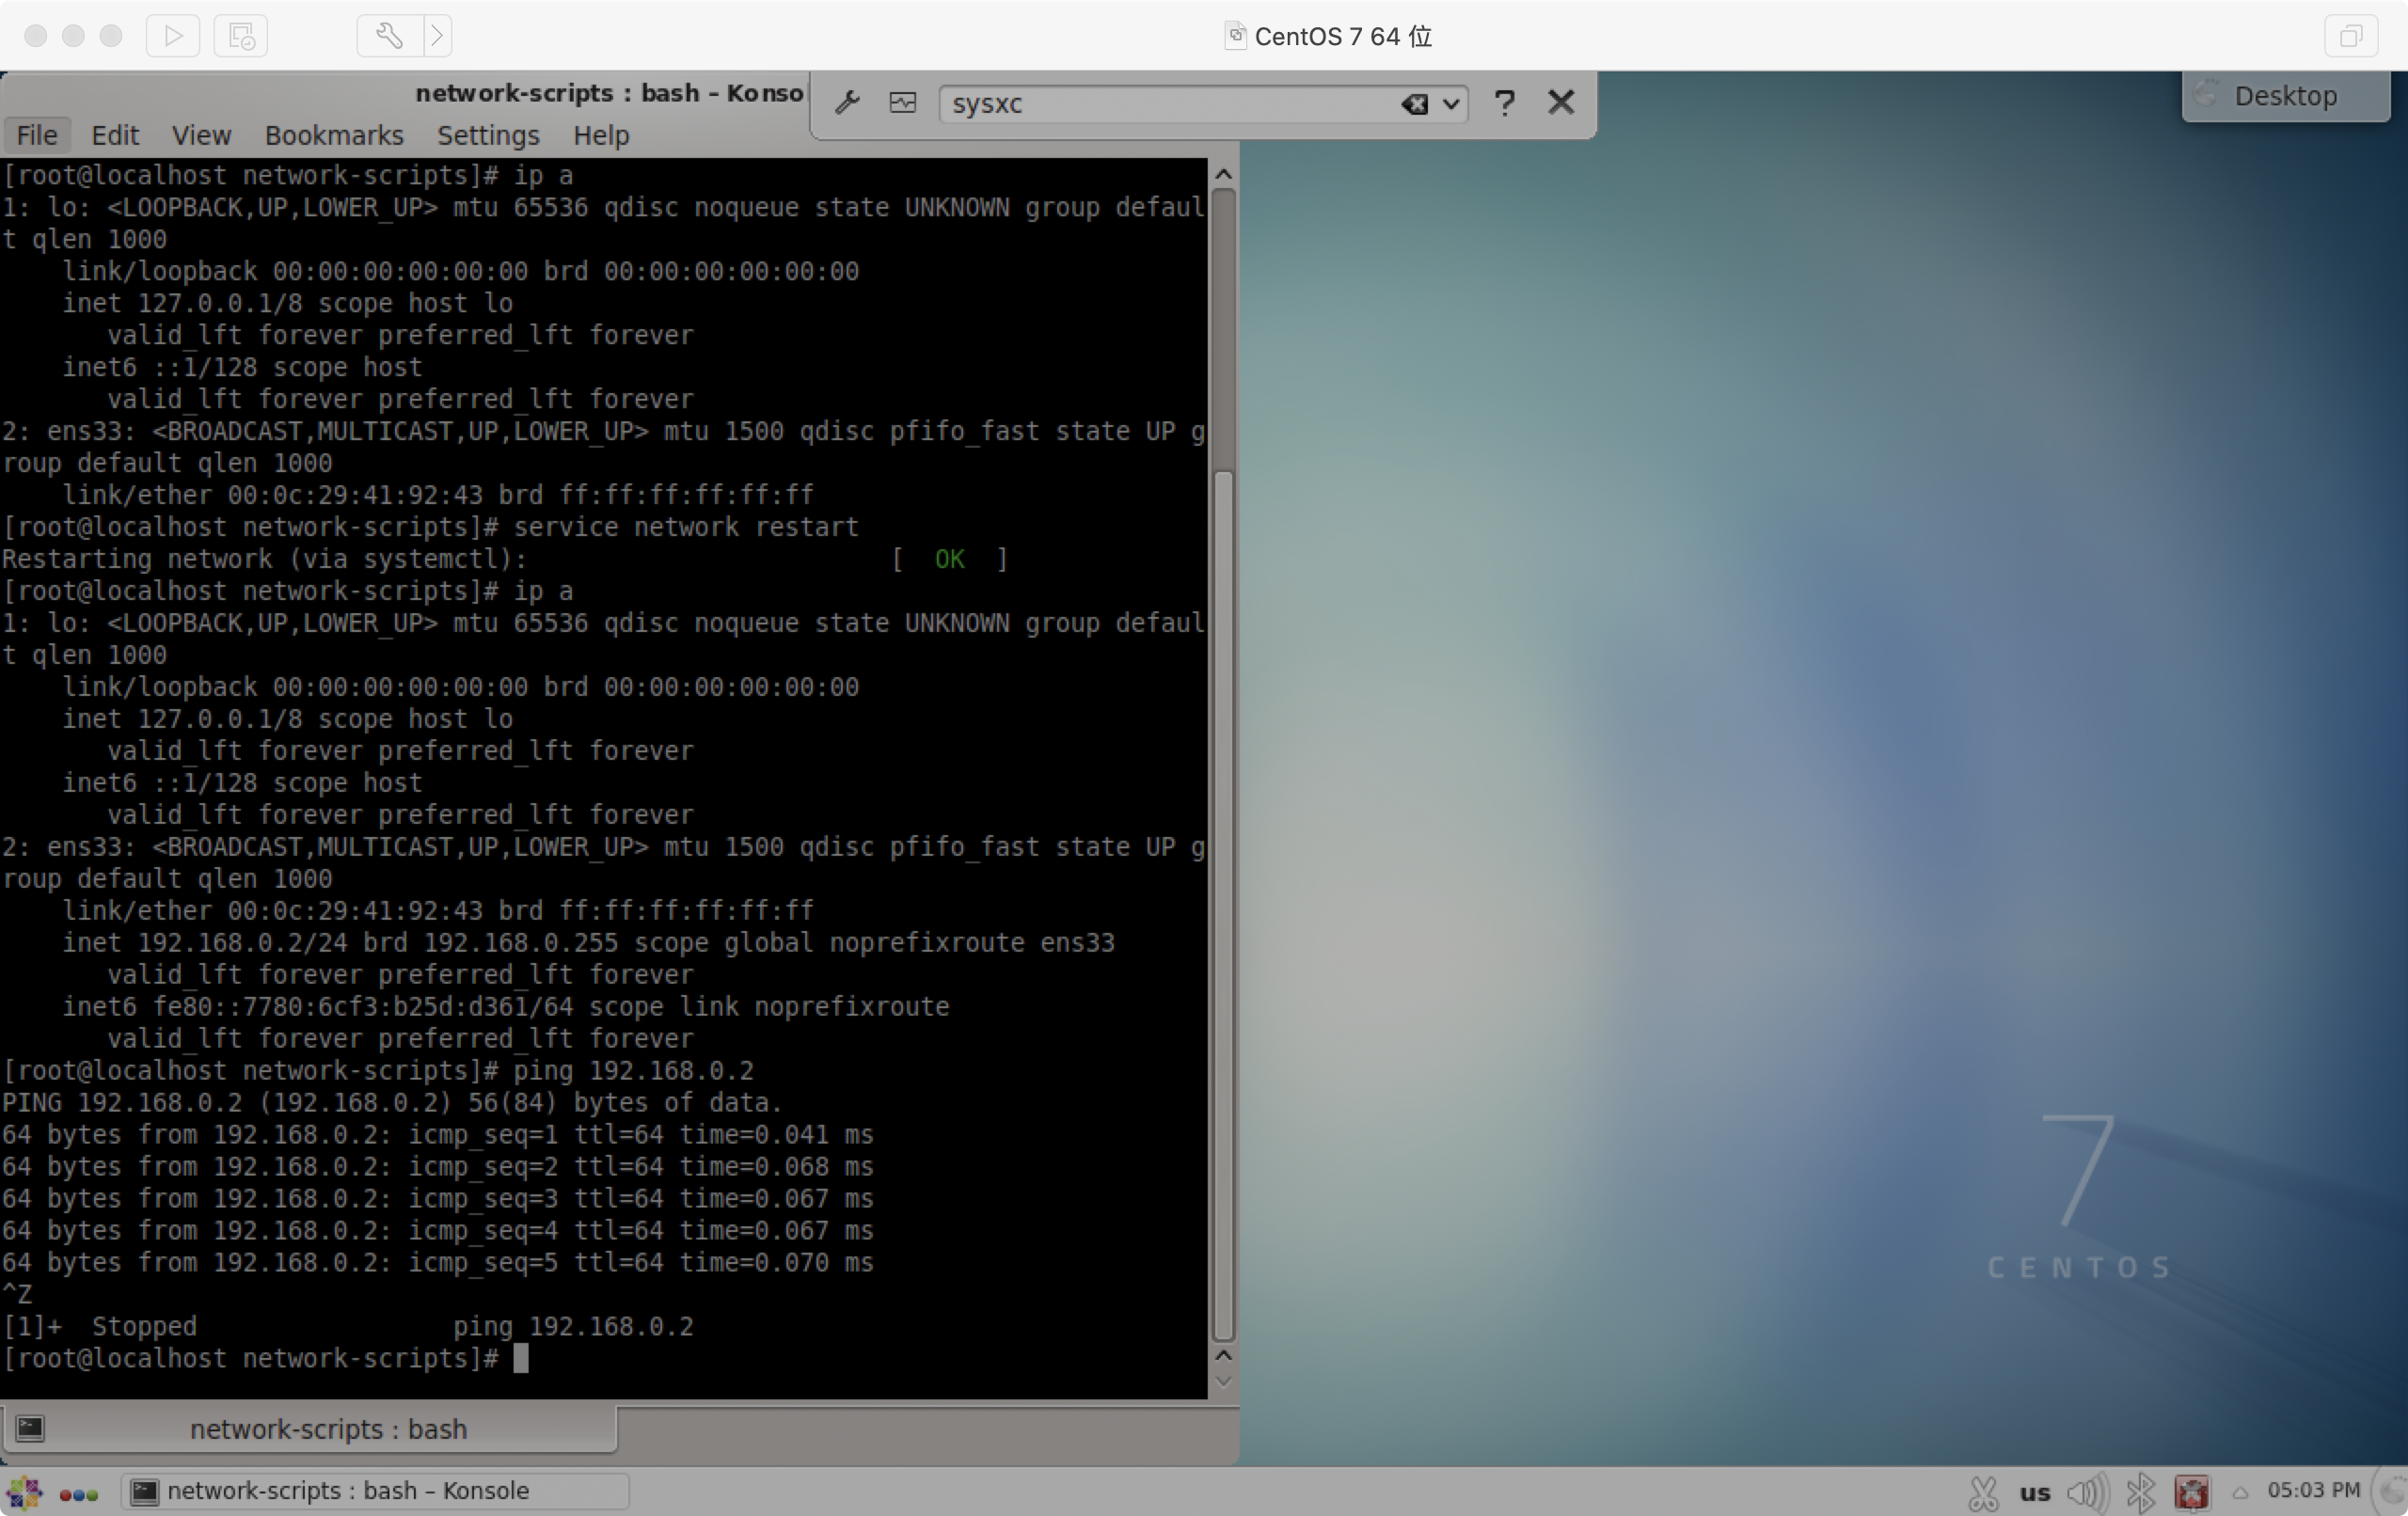 CentOS 7 64 位
network-scripts : bash – Konso
sysxc
?
Desktop
File Edit View Bookmarks Settings Help
[root@localhost network-scripts]# ip a
1: lo: <LOOPBACK,UP,LOWER_UP> mtu 65536 qdisc noqueue state UNKNOWN group defaul
t qlen 1000
    link/loopback 00:00:00:00:00:00 brd 00:00:00:00:00:00
    inet 127.0.0.1/8 scope host lo
       valid_lft forever preferred_lft forever
    inet6 ::1/128 scope host
       valid_lft forever preferred_lft forever
2: ens33: <BROADCAST,MULTICAST,UP,LOWER_UP> mtu 1500 qdisc pfifo_fast state UP g
roup default qlen 1000
    link/ether 00:0c:29:41:92:43 brd ff:ff:ff:ff:ff:ff
[root@localhost network-scripts]# service network restart
Restarting network (via systemctl):                        [  OK  ]
[root@localhost network-scripts]# ip a
1: lo: <LOOPBACK,UP,LOWER_UP> mtu 65536 qdisc noqueue state UNKNOWN group defaul
t qlen 1000
    link/loopback 00:00:00:00:00:00 brd 00:00:00:00:00:00
    inet 127.0.0.1/8 scope host lo
       valid_lft forever preferred_lft forever
    inet6 ::1/128 scope host
       valid_lft forever preferred_lft forever
2: ens33: <BROADCAST,MULTICAST,UP,LOWER_UP> mtu 1500 qdisc pfifo_fast state UP g
roup default qlen 1000
    link/ether 00:0c:29:41:92:43 brd ff:ff:ff:ff:ff:ff
    inet 192.168.0.2/24 brd 192.168.0.255 scope global noprefixroute ens33
       valid_lft forever preferred_lft forever
    inet6 fe80::7780:6cf3:b25d:d361/64 scope link noprefixroute
       valid_lft forever preferred_lft forever
[root@localhost network-scripts]# ping 192.168.0.2
PING 192.168.0.2 (192.168.0.2) 56(84) bytes of data.
64 bytes from 192.168.0.2: icmp_seq=1 ttl=64 time=0.041 ms
64 bytes from 192.168.0.2: icmp_seq=2 ttl=64 time=0.068 ms
64 bytes from 192.168.0.2: icmp_seq=3 ttl=64 time=0.067 ms
64 bytes from 192.168.0.2: icmp_seq=4 ttl=64 time=0.067 ms
64 bytes from 192.168.0.2: icmp_seq=5 ttl=64 time=0.070 ms
^Z
[1]+  Stopped                 ping 192.168.0.2
[root@localhost network-scripts]#
7
CENTOS
network-scripts : bash
network-scripts : bash – Konsole
us
05:03 PM